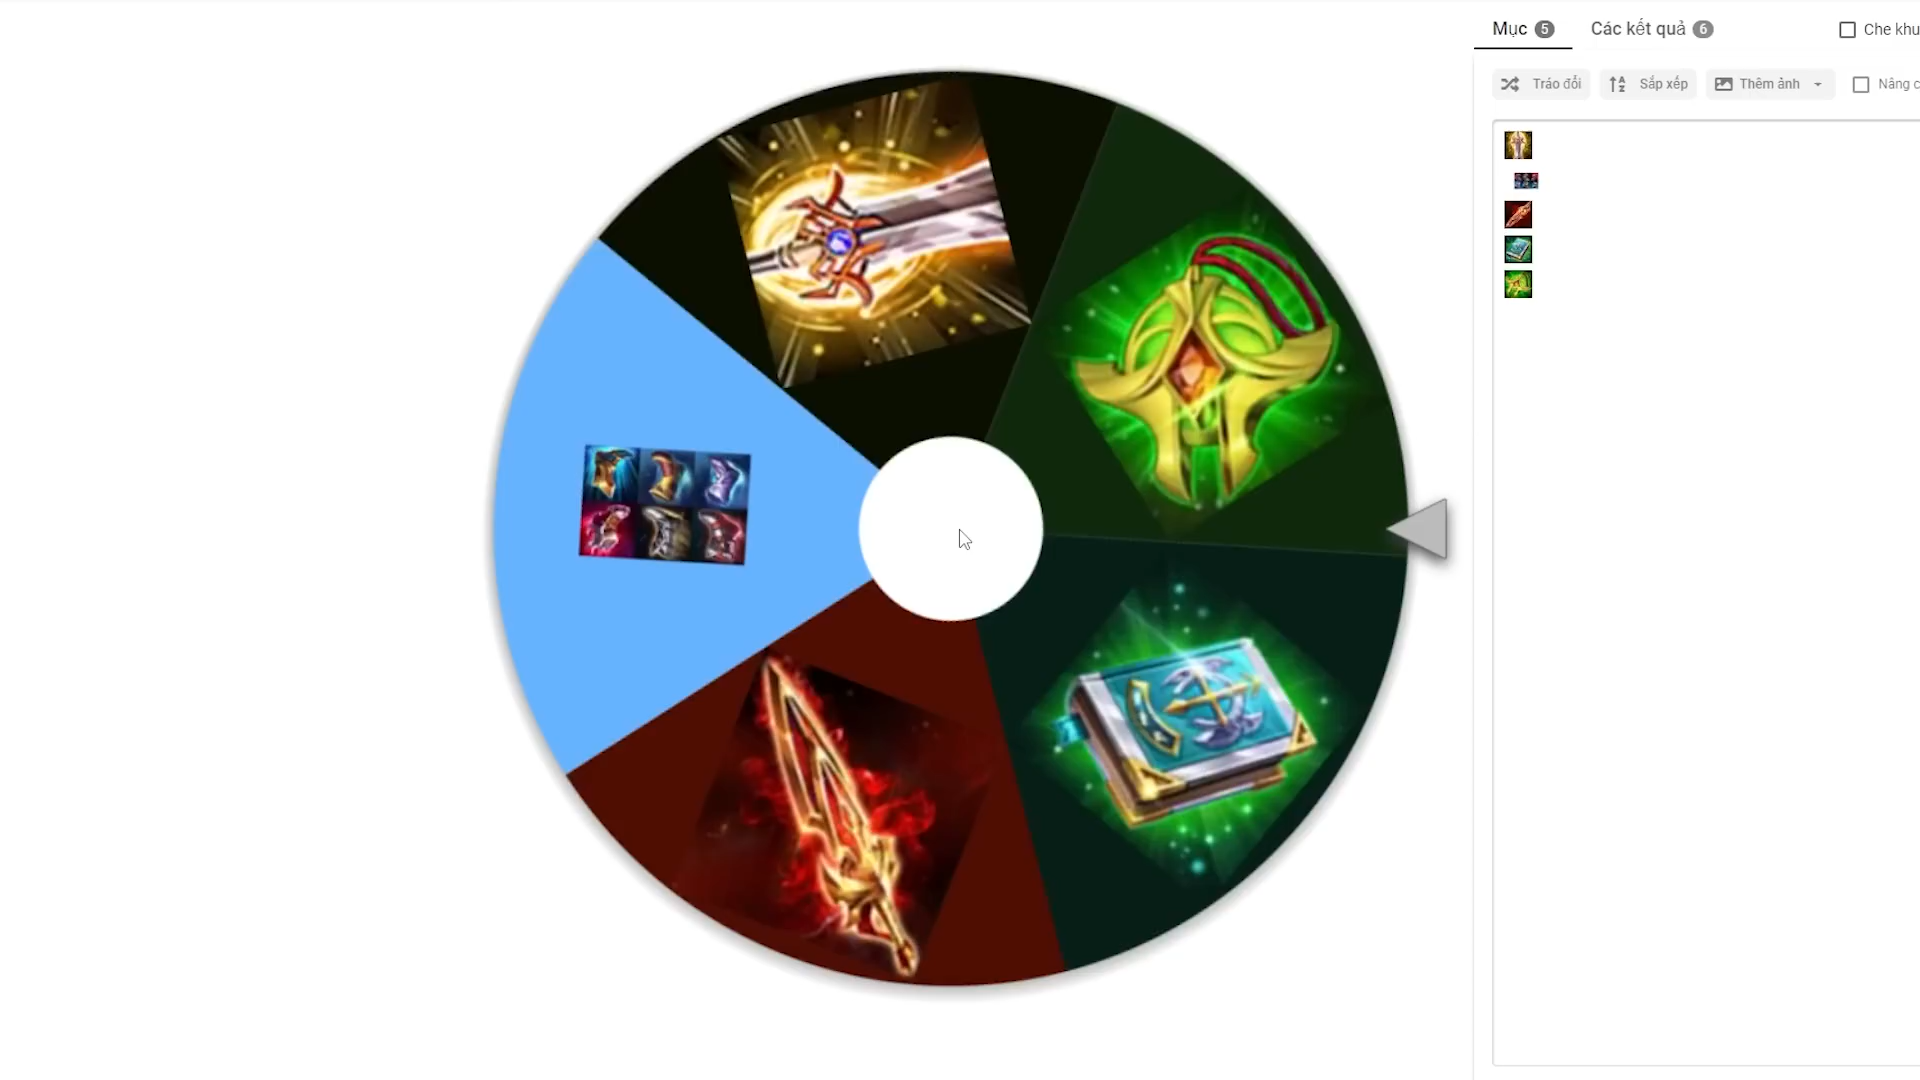 Mục 5 Các kết quả 6 Che khu
Tráo đổi Sắp xếp Thêm ảnh Nâng c